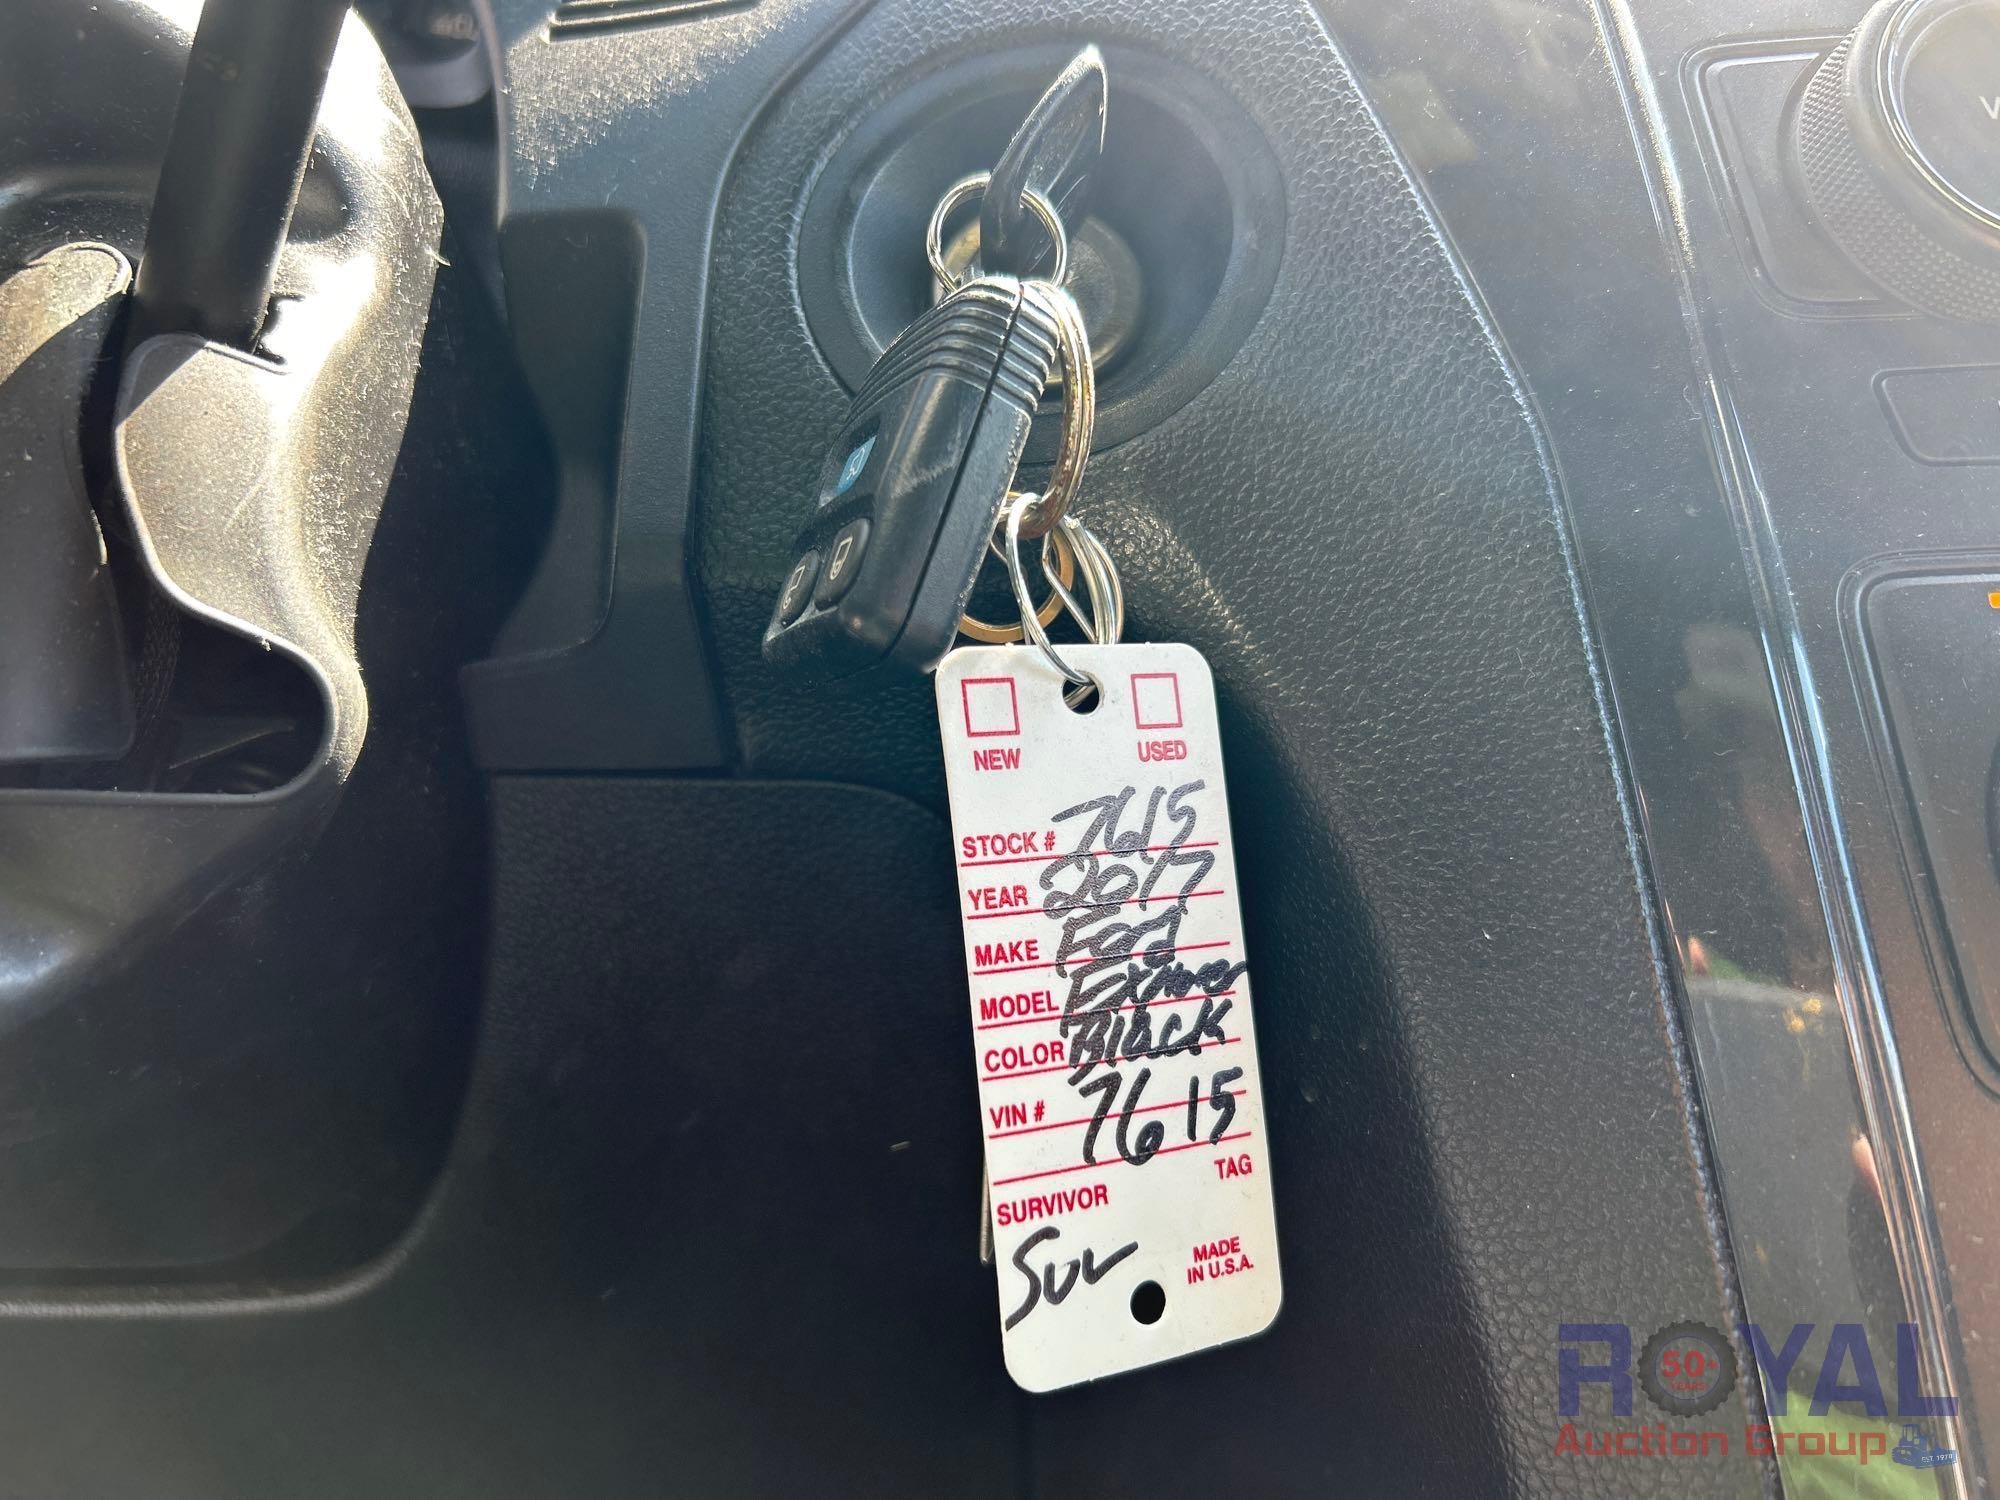 NEW USED
STOCK # 7615
YEAR 2017
MAKE Ford
MODEL Explorer
COLOR Black
VIN # 7615
TAG
SURVIVOR
SUV
MADE
IN U.S.A.
V
ROYAL
50+
YEARS
Auction Group
EST. 1974